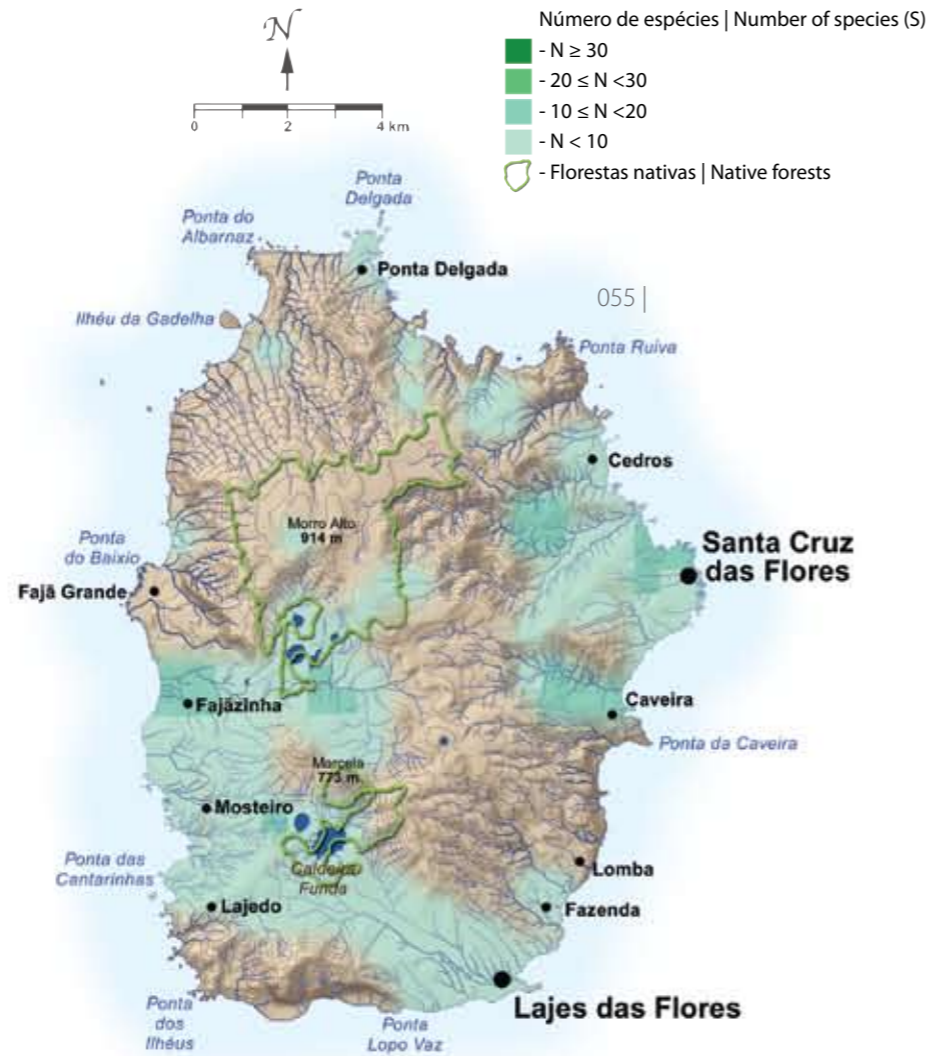 N
0 2 4 km
Número de espécies | Number of species (S)
- N ≥ 30
- 20 ≤ N <30
- 10 ≤ N <20
- N < 10
- Florestas nativas | Native forests
Ponta
Delgada
Ponta do
Albarnaz
Ponta Delgada
055 |
Ilhéu da Gadelha
Ponta Ruiva
Cedros
Morro Alto
914 m
Santa Cruz
das Flores
Ponta
do Baixio
Fajã Grande
Fajãzinha
Caveira
Ponta da Caveira
Marcela
773 m
Mosteiro
Ponta das
Cantarinhas
Caldeira
Funda
Lomba
Lajedo
Fazenda
Lajes das Flores
Ponta
dos
Ilhéus
Ponta
Lopo Vaz